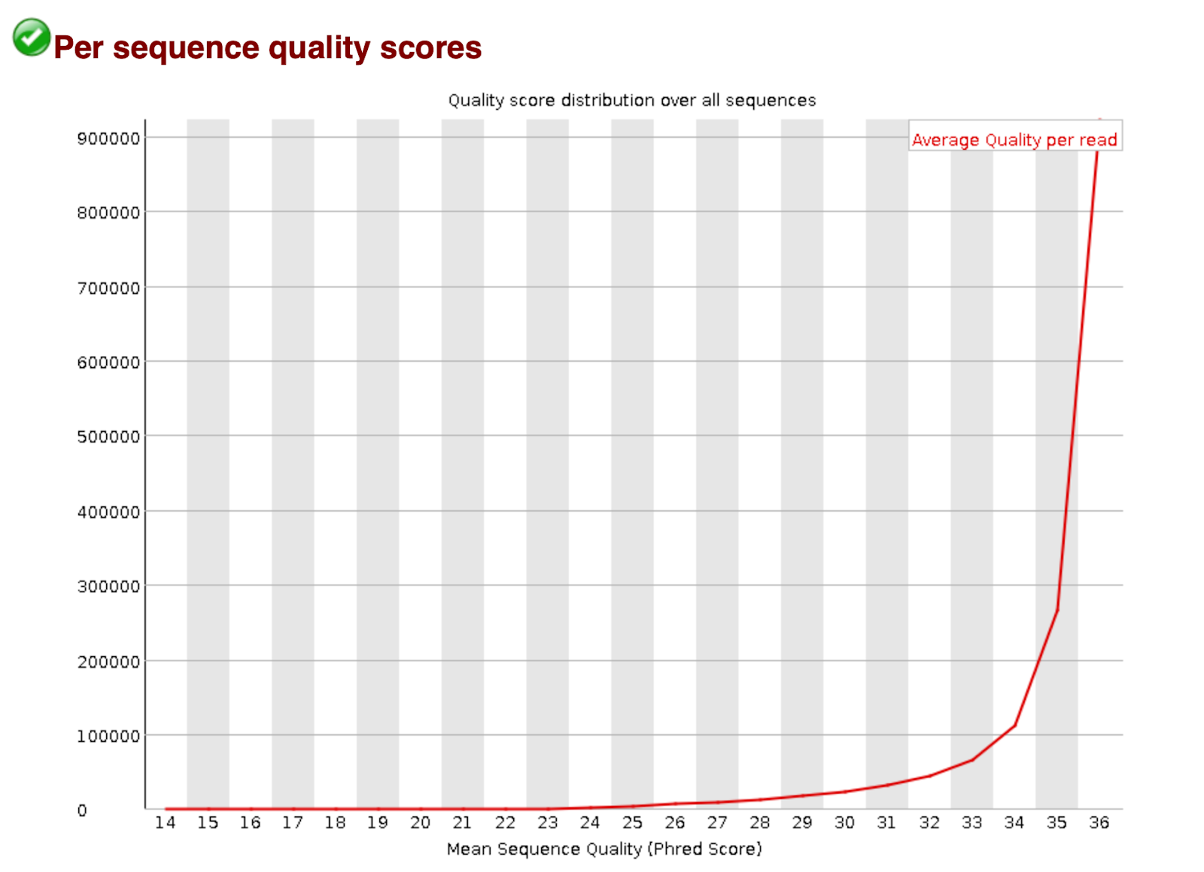 Per sequence quality scores
Quality score distribution over all sequences
Average Quality per read
900000
800000
700000
600000
500000
400000
300000
200000
100000
0
14 15 16 17 18 19 20 21 22 23 24 25 26 27 28 29 30 31 32 33 34 35 36
Mean Sequence Quality (Phred Score)